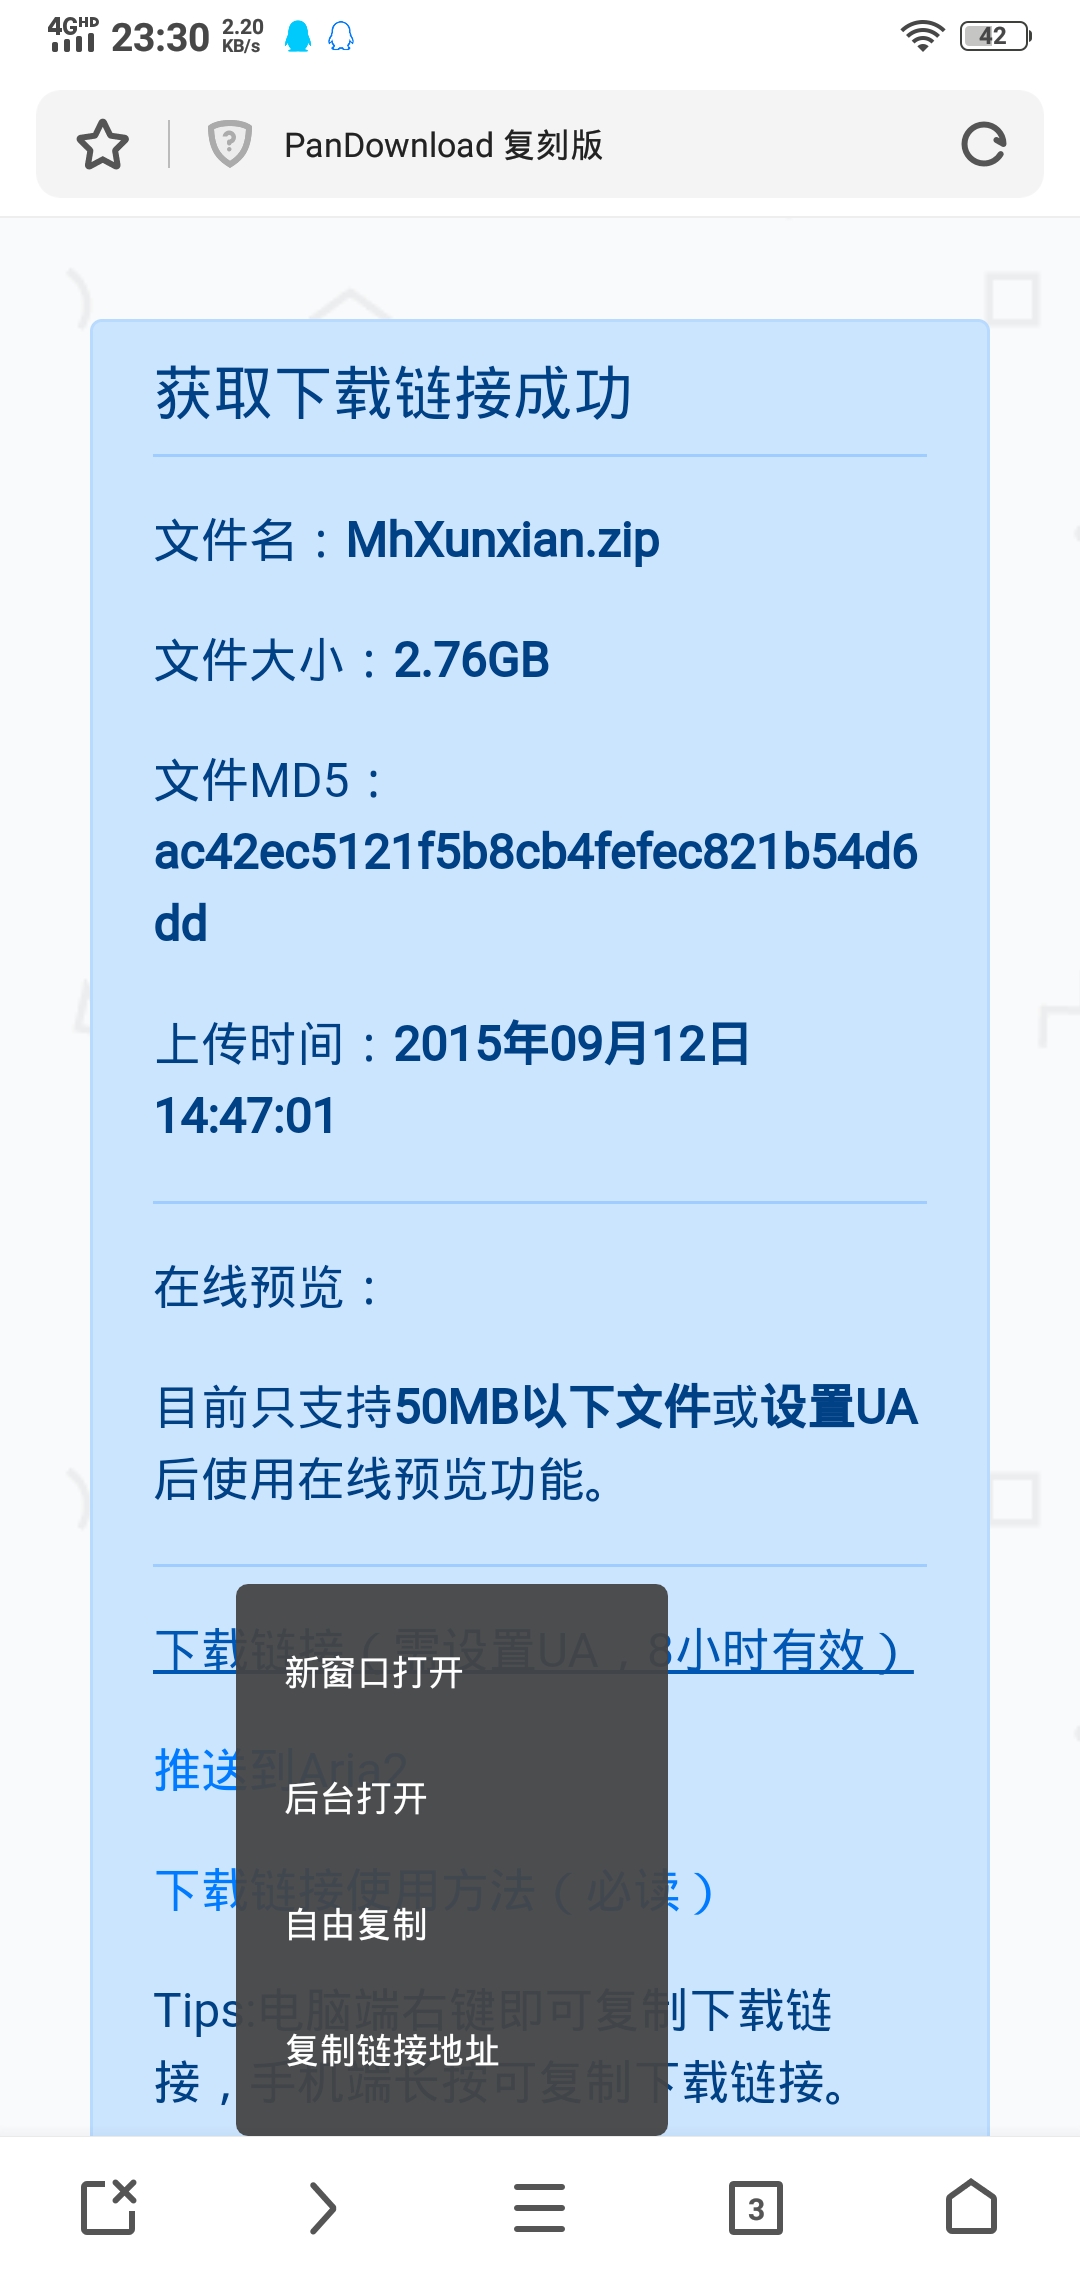 4GHD 23:30 2.20 KB/s 42
PanDownload 复刻版
获取下载链接成功
文件名：MhXunxian.zip
文件大小：2.76GB
文件MD5：
ac42ec5121f5b8cb4fefec821b54d6
dd
上传时间：2015年09月12日
14:47:01
在线预览：
目前只支持50MB以下文件或设置UA
后使用在线预览功能。
下载链接（需设置UA，8小时有效）
新窗口打开
推送到Aria2
后台打开
下载链接使用方法（必读）
自由复制
Tips:电脑端右键即可复制下载链
复制链接地址
接，手机端长按可复制下载链接。
3